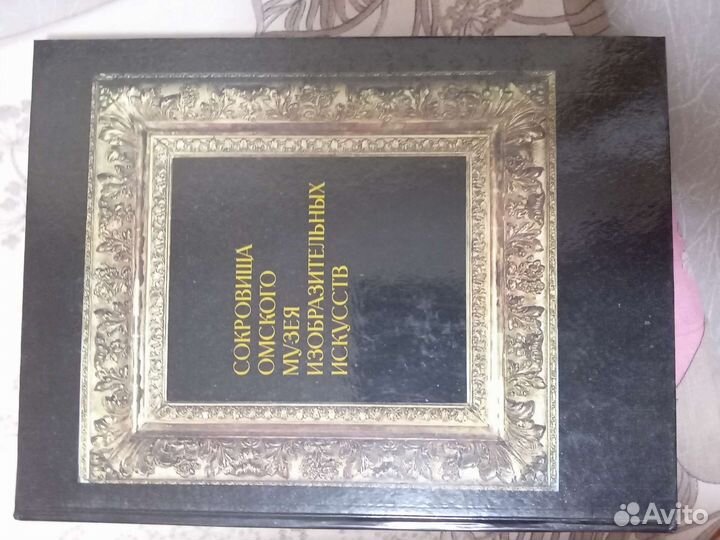 СОКРОВИЩА
ОМСКОГО
МУЗЕЯ
ИЗОБРАЗИТЕЛЬНЫХ
ИСКУССТВ
Avito